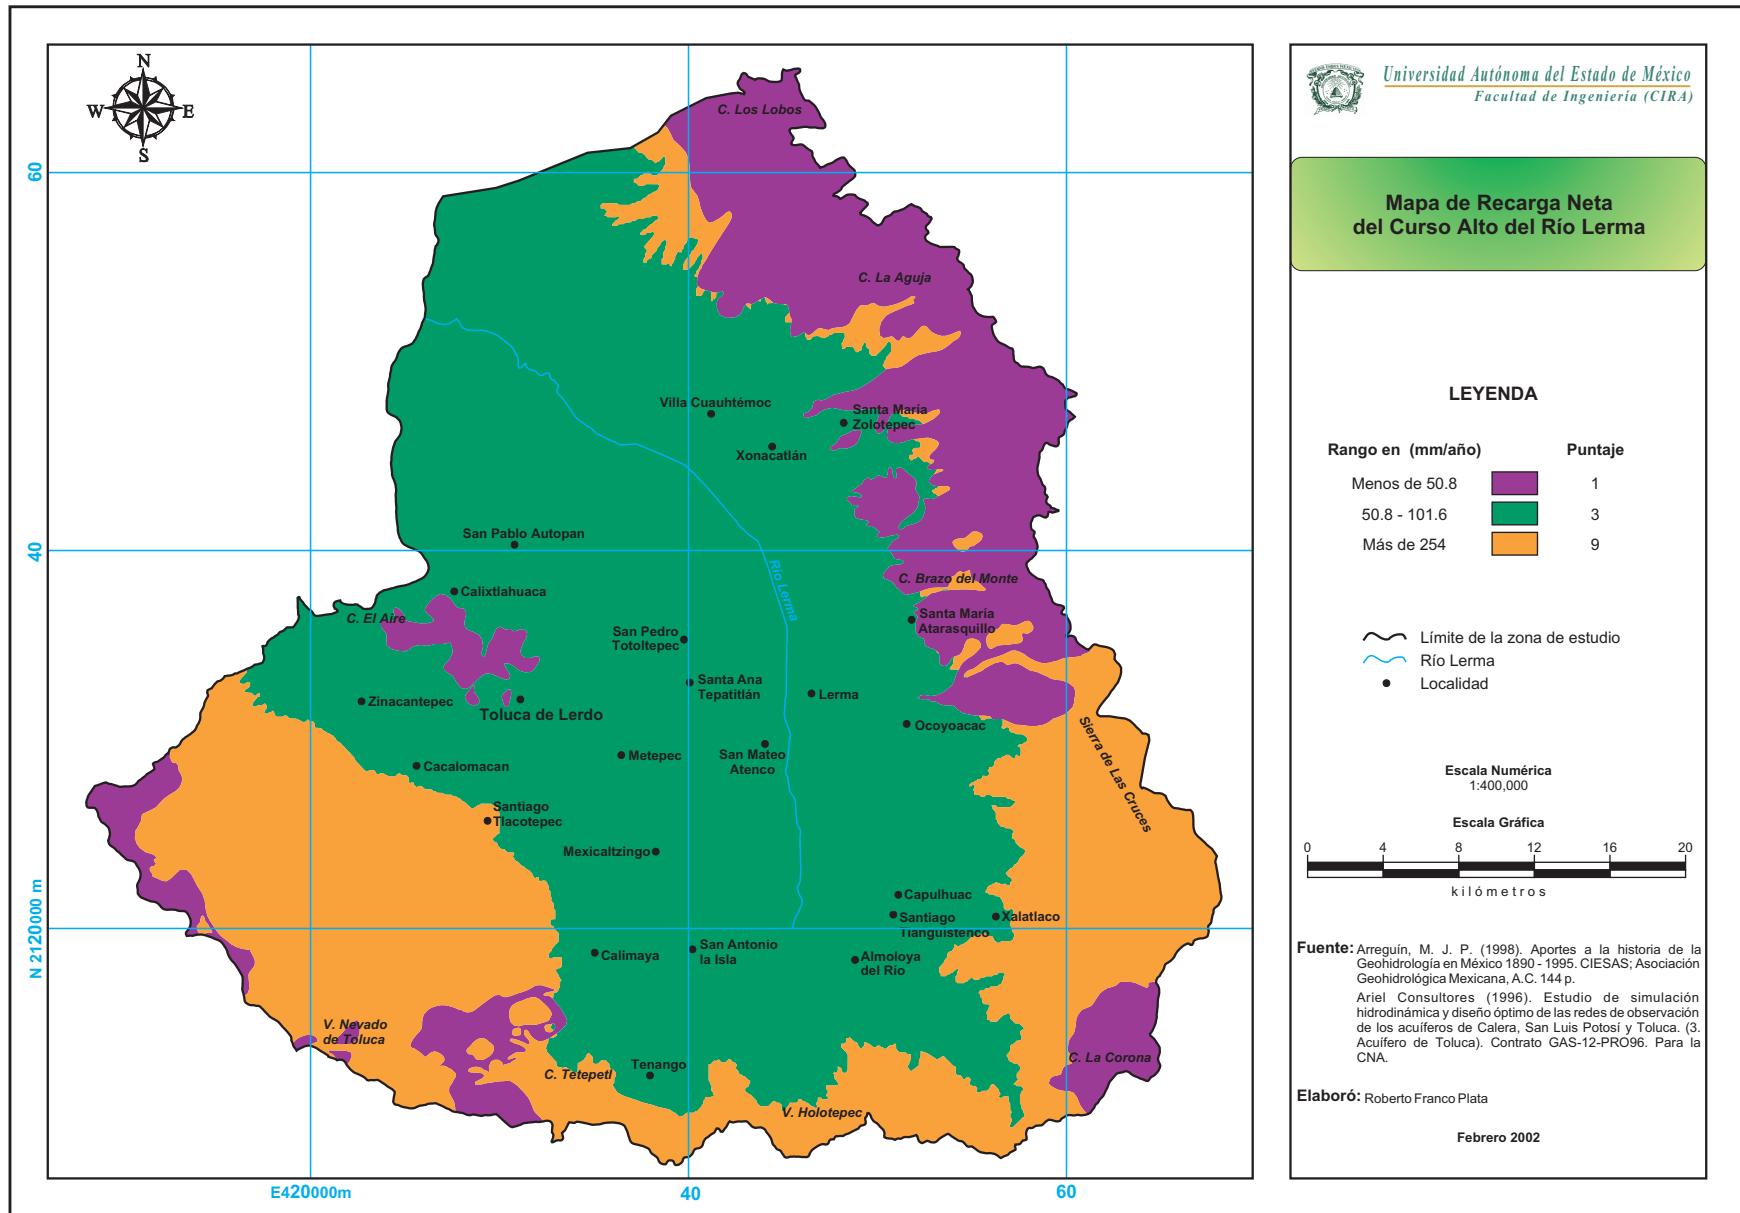 N
W
E
S
60
40
N 2120000 m
E420000m
40
60
C. Los Lobos
C. La Aguja
Villa Cuauhtémoc
Santa María
Zolotepec
Xonacatlán
San Pablo Autopan
Río Lerma
C. Brazo del Monte
Calixtlahuaca
C. El Aire
Santa María
Atarasquillo
San Pedro
Totoltepec
Santa Ana
Tepatitlán
Lerma
Zinacantepec
Toluca de Lerdo
Ocoyoacac
Sierra de Las Cruces
Metepec
San Mateo
Atenco
Cacalomacan
Santiago
Tlacotepec
Mexicaltzingo
Capulhuac
Santiago
Tianguistenco
Xalatlaco
San Antonio
la Isla
Calimaya
Almoloya
del Río
V. Nevado
de Toluca
C. La Corona
Tenango
C. Tetepetl
V. Holotepec
Universidad Autónoma del Estado de México
Facultad de Ingeniería (CIRA)
Mapa de Recarga Neta
del Curso Alto del Río Lerma
LEYENDA
Rango en (mm/año) Puntaje
Menos de 50.8 1
50.8 - 101.6 3
Más de 254 9
Límite de la zona de estudio
Río Lerma
Localidad
Escala Numérica
1:400,000
Escala Gráfica
0 4 8 12 16 20
kilómetros
Fuente: Arreguín, M. J. P. (1998). Aportes a la historia de la
Geohidrología en México 1890 - 1995. CIESAS; Asociación
Geohidrológica Mexicana, A.C. 144 p.
Ariel Consultores (1996). Estudio de simulación
hidrodinámica y diseño óptimo de las redes de observación
de los acuíferos de Calera, San Luis Potosí y Toluca. (3.
Acuífero de Toluca). Contrato GAS-12-PRO96. Para la
CNA.
Elaboró: Roberto Franco Plata
Febrero 2002